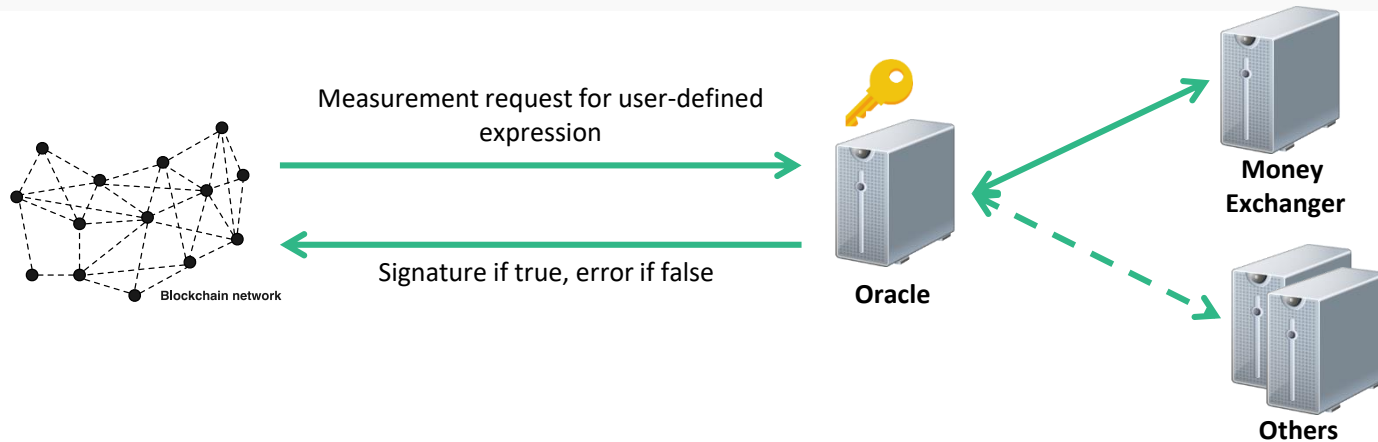 Measurement request for user-defined
expression
Signature if true, error if false
Blockchain network
Oracle
Money
Exchanger
Others